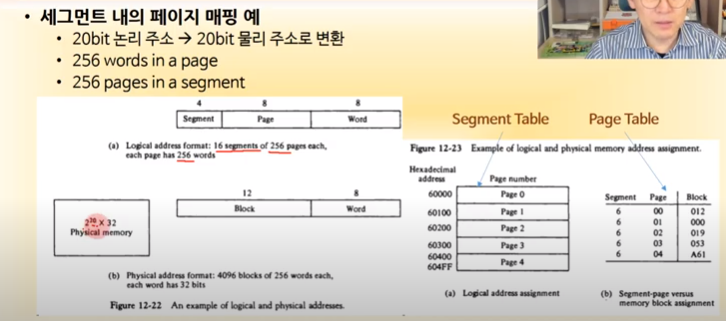 • 세그먼트 내의 페이지 매핑 예
• 20bit 논리 주소 → 20bit 물리 주소로 변환
• 256 words in a page
• 256 pages in a segment
4 8 8
Segment Page Word
(a) Logical address format: 16 segments of 256 pages each,
each page has 256 words
12 8
Block Word
2²⁰ X 32
Physical memory
(b) Physical address format: 4096 blocks of 256 words each,
each word has 32 bits
Figure 12-22 An example of logical and physical addresses.
Segment Table Page Table
Figure 12-23 Example of logical and physical memory address assignment.
Hexadecimal
address Page number
60000 Page 0
60100 Page 1
60200 Page 2
60300 Page 3
60400 Page 4
604FF
(a) Logical address assignment
Segment Page Block
6 00 012
6 01 000
6 02 019
6 03 053
6 04 A61
(b) Segment-page versus
memory block assignment